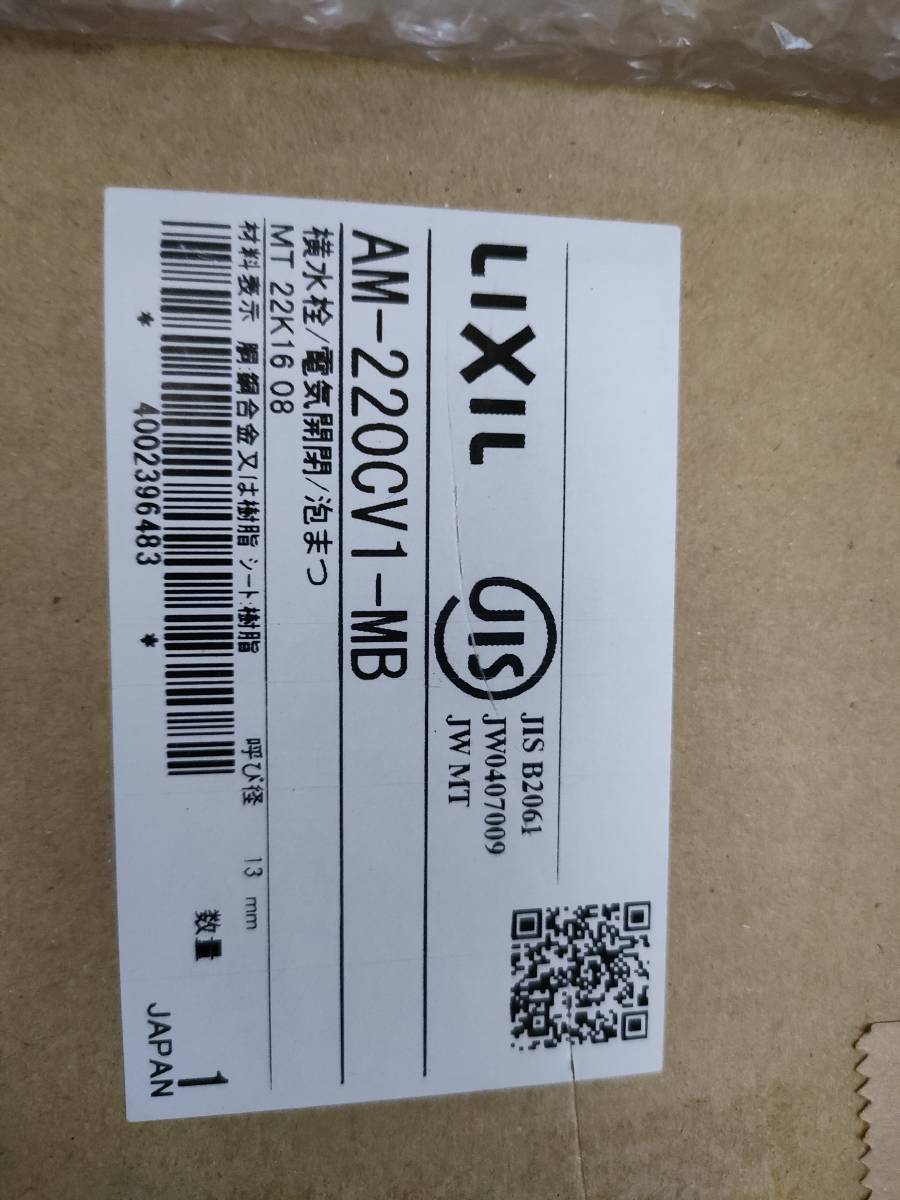 LIXIL
JIS
JIS B2061
JW0407009
JW MT
AM-220CV1-MB
横水栓/電気開閉/泡まつ
MT 22K16 08
材料表示 胴:銅合金又は樹脂 シート:樹脂 呼び径 13 mm
* 4002396483 *
数量 1
JAPAN